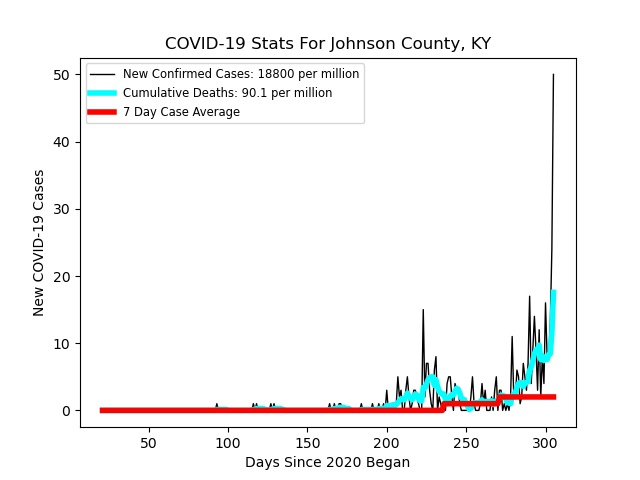 COVID-19 Stats For Johnson County, KY
New Confirmed Cases: 18800 per million
Cumulative Deaths: 90.1 per million
7 Day Case Average
New COVID-19 Cases
50
40
30
20
10
0
50 100 150 200 250 300
Days Since 2020 Began